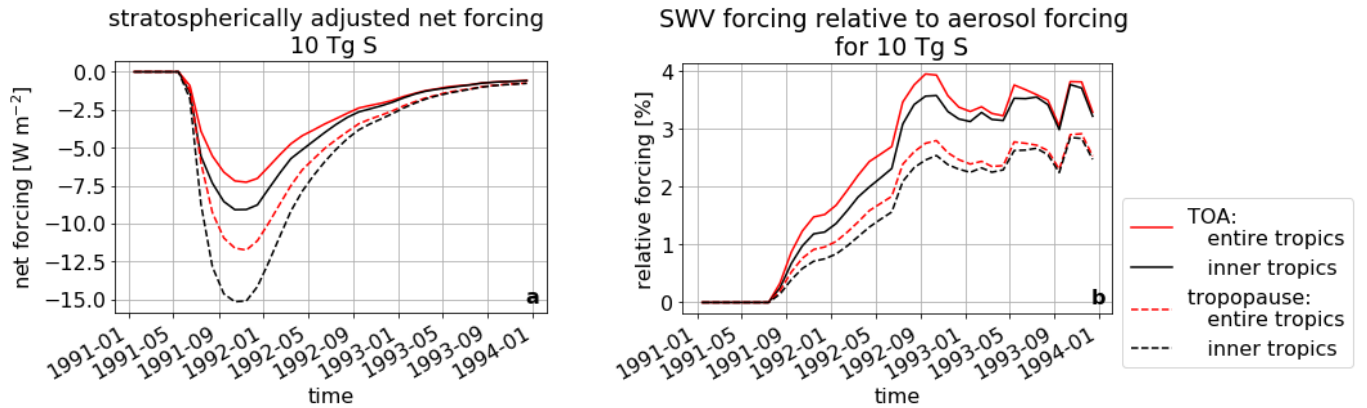 stratospherically adjusted net forcing
10 Tg S
net forcing [W m⁻²]
0.0
−2.5
−5.0
−7.5
−10.0
−12.5
−15.0
a
1991-01
1991-05
1991-09
1992-01
1992-05
1992-09
1993-01
1993-05
1993-09
1994-01
time
SWV forcing relative to aerosol forcing
for 10 Tg S
relative forcing [%]
4
3
2
1
0
b
1991-01
1991-05
1991-09
1992-01
1992-05
1992-09
1993-01
1993-05
1993-09
1994-01
time
TOA:
entire tropics
inner tropics
tropopause:
entire tropics
inner tropics